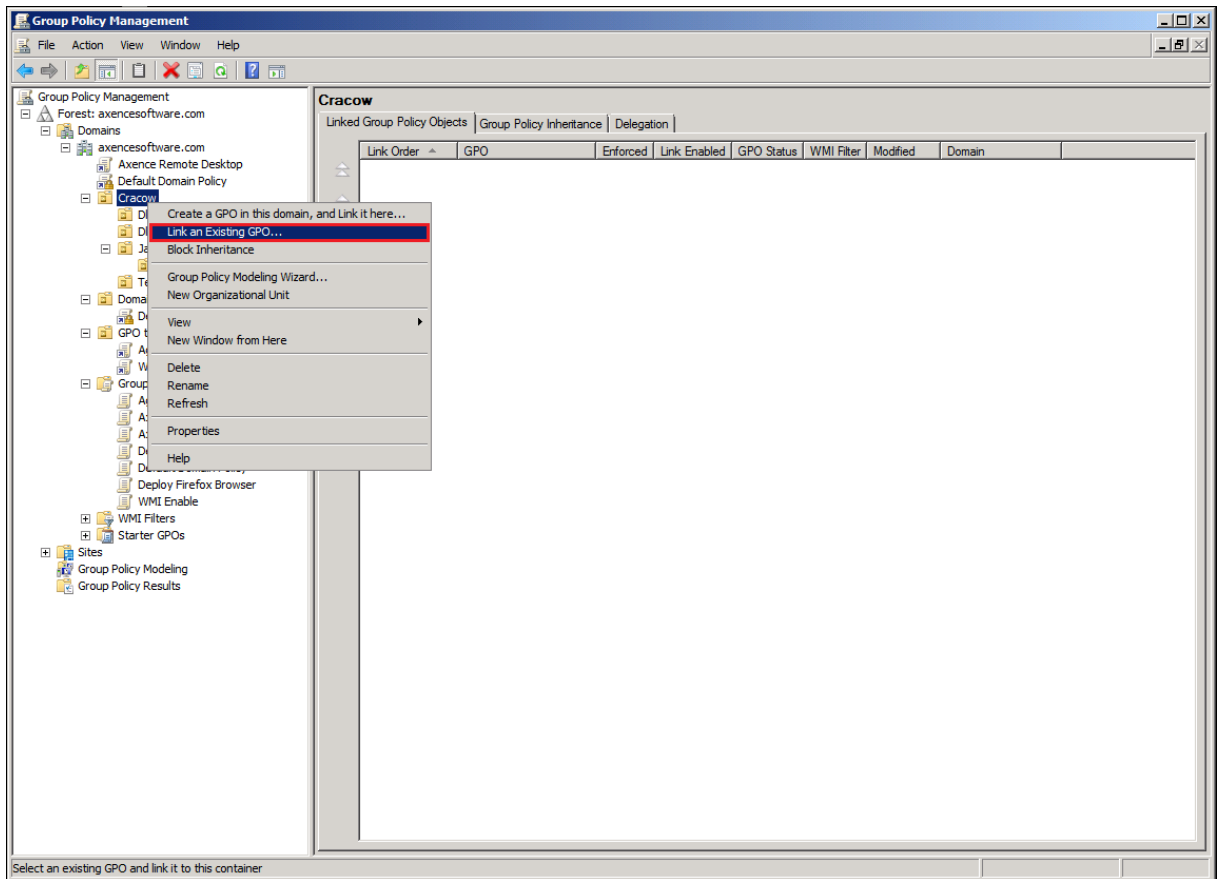 Group Policy Management
File Action View Window Help
Group Policy Management
Forest: axencesoftware.com
Domains
axencesoftware.com
Axence Remote Desktop
Default Domain Policy
Cracow
Domai
GPO t
Group
Deploy Firefox Browser
WMI Enable
WMI Filters
Starter GPOs
Sites
Group Policy Modeling
Group Policy Results
Create a GPO in this domain, and Link it here...
Link an Existing GPO...
Block Inheritance
Group Policy Modeling Wizard...
New Organizational Unit
View
New Window from Here
Delete
Rename
Refresh
Properties
Help
Cracow
Linked Group Policy Objects Group Policy Inheritance Delegation
Link Order GPO Enforced Link Enabled GPO Status WMI Filter Modified Domain
Select an existing GPO and link it to this container